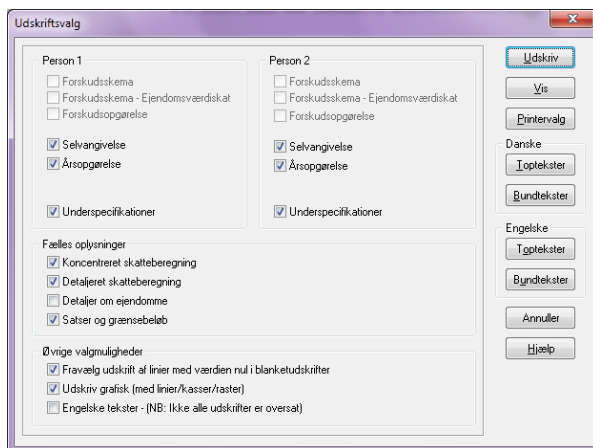 Udskriftsvalg
Person 1
Forskudsskema
Forskudsskema - Ejendomsværdiskat
Forskudsopgørelse
Selvangivelse
Årsopgørelse
Underspecifikationer
Person 2
Forskudsskema
Forskudsskema - Ejendomsværdiskat
Forskudsopgørelse
Selvangivelse
Årsopgørelse
Underspecifikationer
Fælles oplysninger
Koncentreret skatteberegning
Detaljeret skatteberegning
Detaljer om ejendomme
Satser og grænsebeløb
Øvrige valgmuligheder
Fravælg udskrift af linier med værdien nul i blanketudskrifter
Udskriv grafisk (med linier/kasser/raster)
Engelske tekster - (NB: Ikke alle udskrifter er oversat)
Udskriv
Vis
Printervalg
Danske
Toptekster
Bundtekster
Engelske
Toptekster
Bundtekster
Annuller
Hjælp